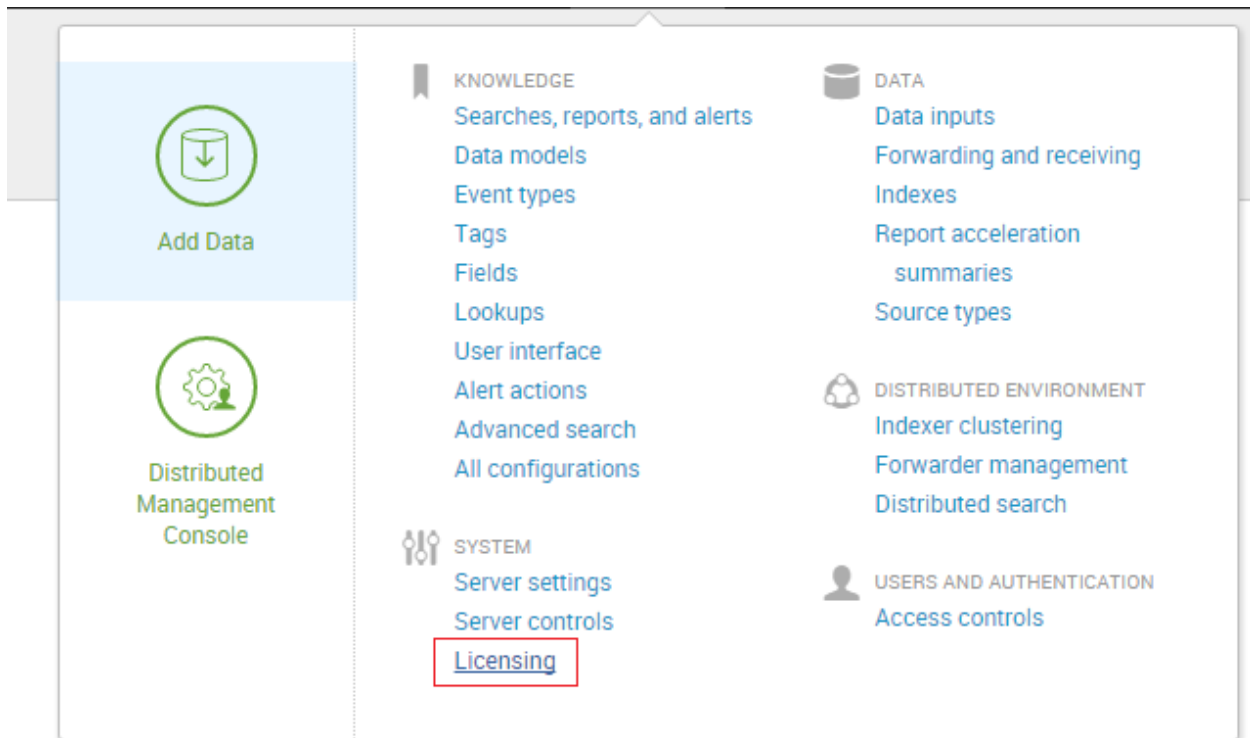 Add Data
Distributed
Management
Console
KNOWLEDGE
Searches, reports, and alerts
Data models
Event types
Tags
Fields
Lookups
User interface
Alert actions
Advanced search
All configurations
SYSTEM
Server settings
Server controls
Licensing
DATA
Data inputs
Forwarding and receiving
Indexes
Report acceleration
summaries
Source types
DISTRIBUTED ENVIRONMENT
Indexer clustering
Forwarder management
Distributed search
USERS AND AUTHENTICATION
Access controls